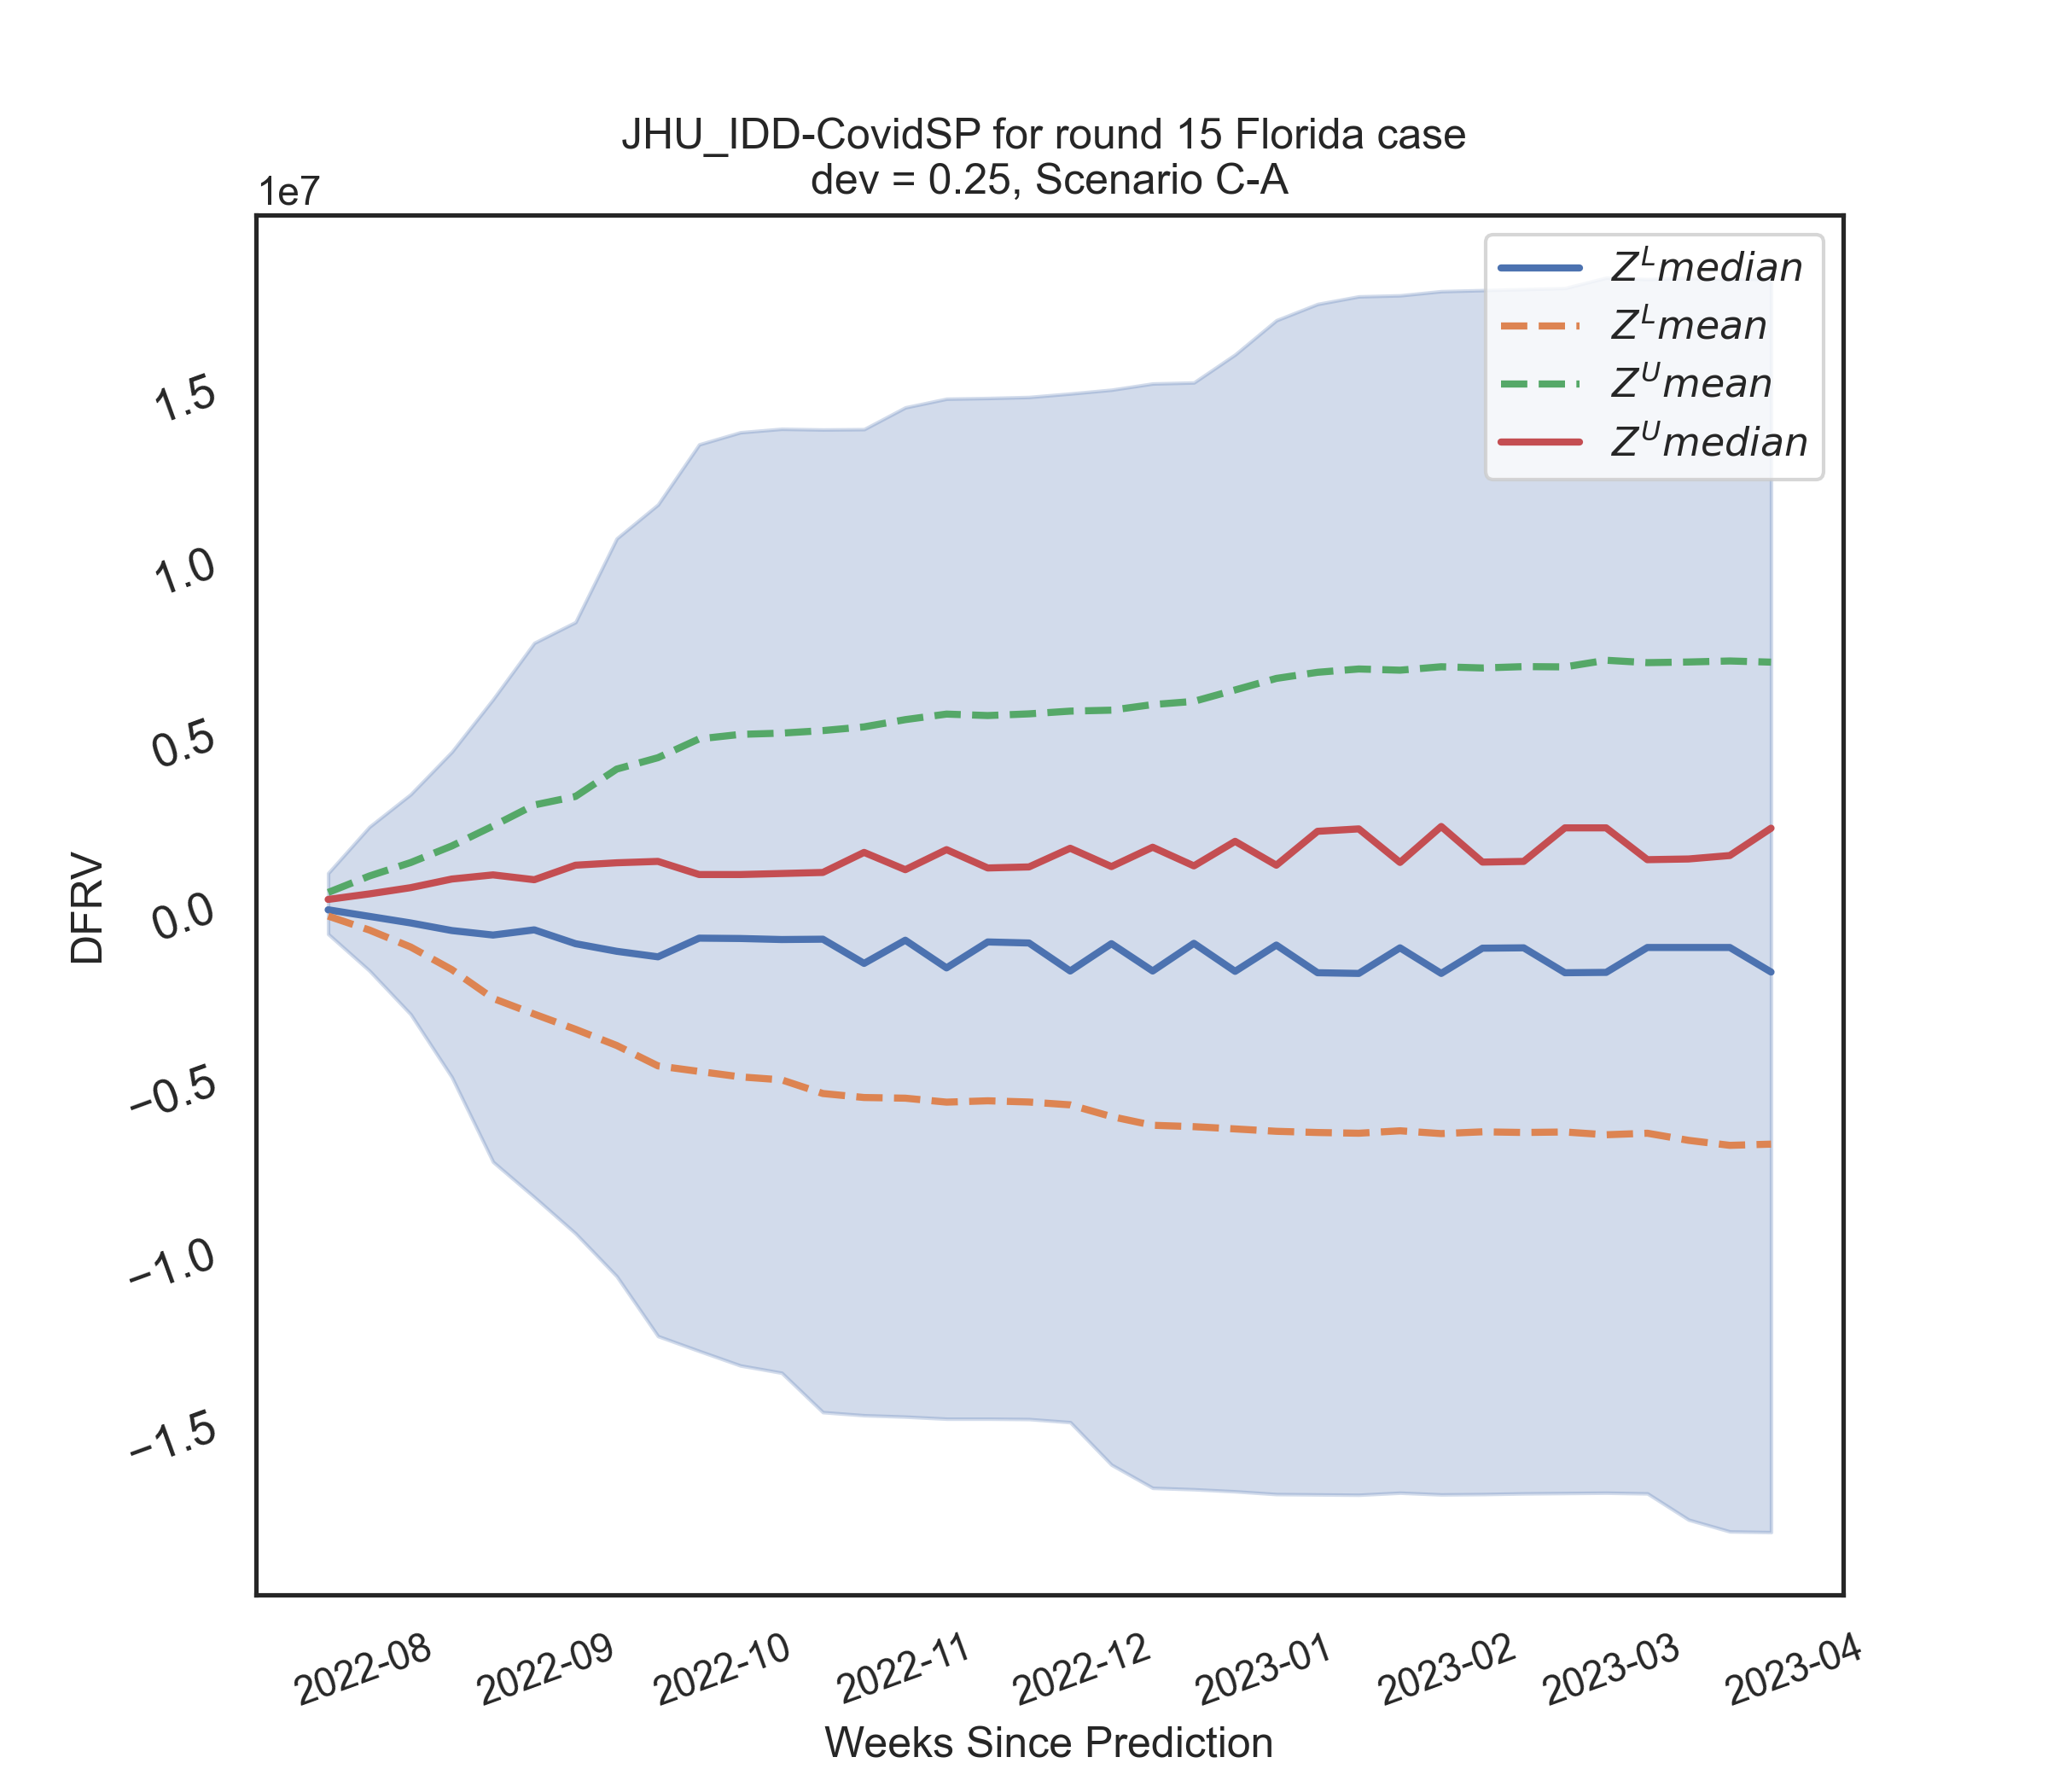 JHU_IDD-CovidSP for round 15 Florida case
dev = 0.25, Scenario C-A
1e7
Z^L median
Z^L mean
Z^U mean
Z^U median
1.5
1.0
0.5
0.0
−0.5
−1.0
−1.5
DFRV
2022-08
2022-09
2022-10
2022-11
2022-12
2023-01
2023-02
2023-03
2023-04
Weeks Since Prediction